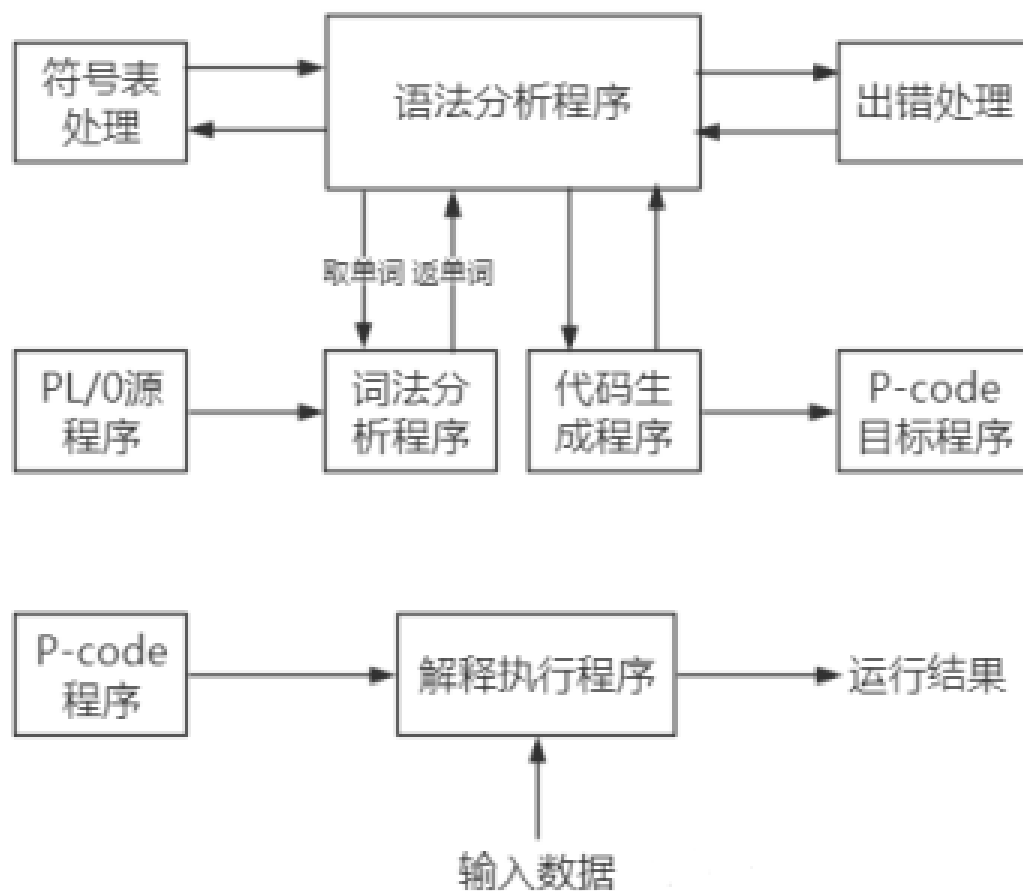 符号表
处理
语法分析程序
出错处理
取单词 返单词
PL/0源
程序
词法分
析程序
代码生
成程序
P-code
目标程序
P-code
程序
解释执行程序
运行结果
输入数据